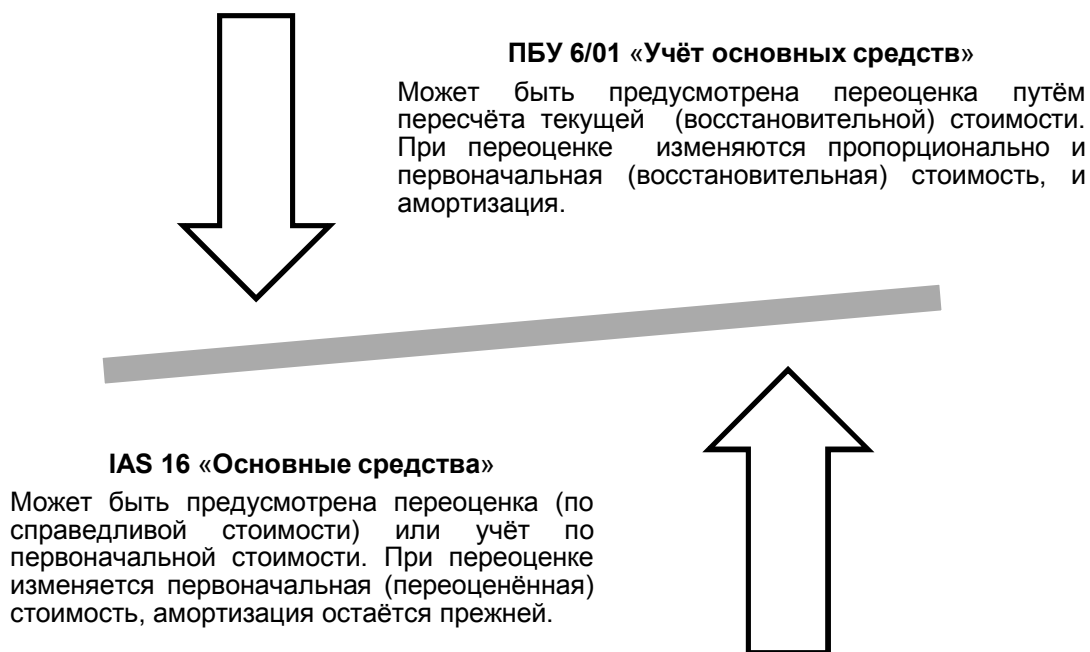 ПБУ 6/01 «Учёт основных средств»
Может быть предусмотрена переоценка путём
пересчёта текущей (восстановительной) стоимости.
При переоценке изменяются пропорционально и
первоначальная (восстановительная) стоимость, и
амортизация.
IAS 16 «Основные средства»
Может быть предусмотрена переоценка (по
справедливой стоимости) или учёт по
первоначальной стоимости. При переоценке
изменяется первоначальная (переоценённая)
стоимость, амортизация остаётся прежней.